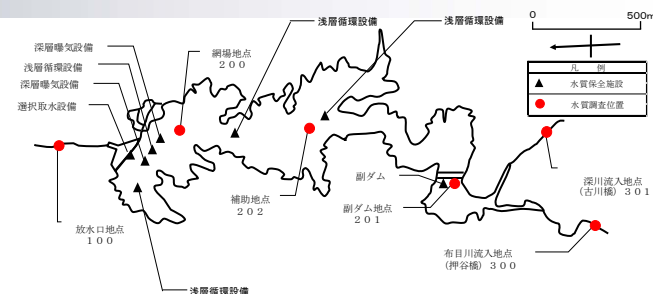 浅層循環設備
浅層循環設備
0
500m
深層曝気設備
浅層循環設備
深層曝気設備
選択取水設備
網場地点
200
凡 例
水質保全施設
水質調査位置
副ダム
副ダム地点
201
補助地点
202
深川流入地点
(古川橋) 301
放水口地点
100
布目川流入地点
(押谷橋) 300
浅層循環設備